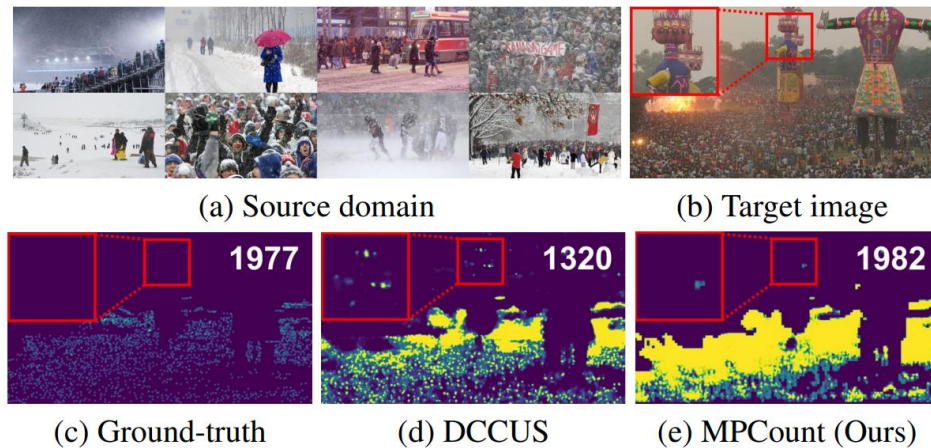 (a) Source domain
(b) Target image
1977
1320
1982
(c) Ground-truth
(d) DCCUS
(e) MPCount (Ours)